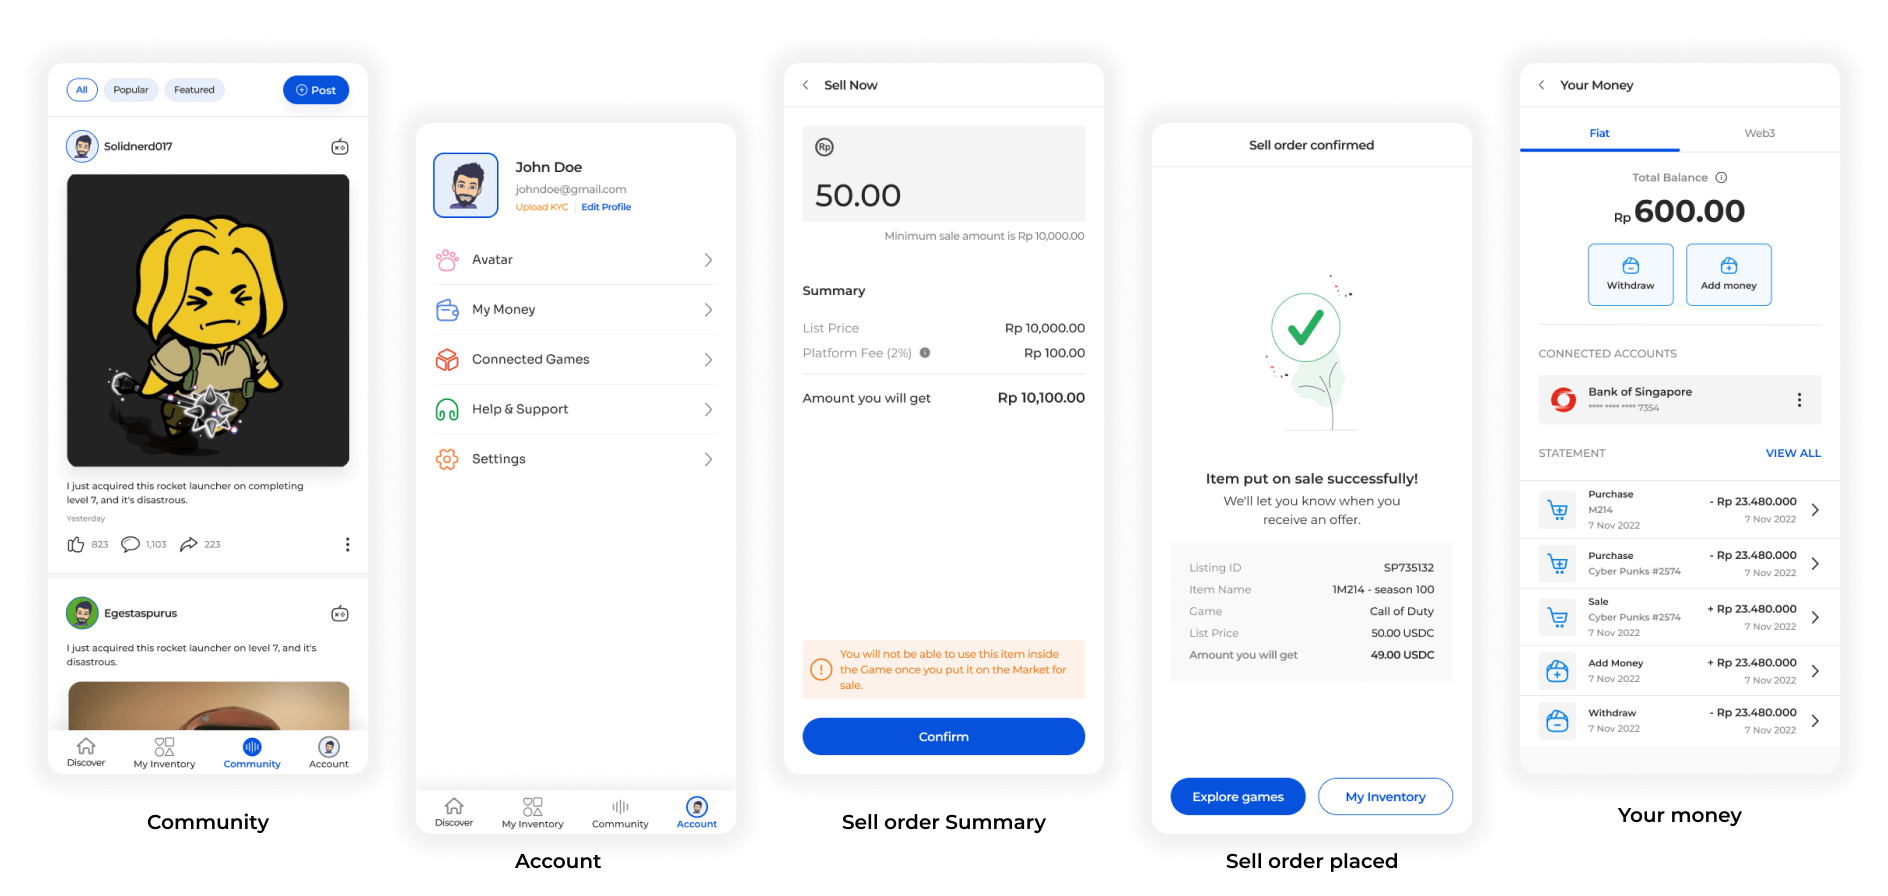 All
Popular
Featured
Post
Solidnerd017
I just acquired this rocket launcher on completing
level 7, and it's disastrous.
Yesterday
823
1,103
223
Egestaspurus
I just acquired this rocket launcher on level 7, and it's
disastrous.
Discover
My Inventory
Community
Account
Community
John Doe
johndoe@gmail.com
Upload KYC
Edit Profile
Avatar
My Money
Connected Games
Help & Support
Settings
Discover
My Inventory
Community
Account
Account
Sell Now
Rp
50.00
Minimum sale amount is Rp 10,000.00
Summary
List Price Rp 10,000.00
Platform Fee (2%) Rp 100.00
Amount you will get Rp 10,100.00
You will not be able to use this item inside
the Game once you put it on the Market for
sale.
Confirm
Sell order Summary
Sell order confirmed
Item put on sale successfully!
We'll let you know when you
receive an offer.
Listing ID SP735132
Item Name 1M214 - season 100
Game Call of Duty
List Price 50.00 USDC
Amount you will get 49.00 USDC
Explore games
My Inventory
Sell order placed
Your Money
Fiat
Web3
Total Balance
Rp 600.00
Withdraw
Add money
CONNECTED ACCOUNTS
Bank of Singapore
**** **** **** 7354
STATEMENT VIEW ALL
Purchase
M214
7 Nov 2022
- Rp 23.480.000
7 Nov 2022
Purchase
Cyber Punks #2574
- Rp 23.480.000
7 Nov 2022
Sale
Cyber Punks #2574
7 Nov 2022
+ Rp 23.480.000
7 Nov 2022
Add Money
7 Nov 2022
+ Rp 23.480.000
7 Nov 2022
Withdraw
7 Nov 2022
- Rp 23.480.000
7 Nov 2022
Your money